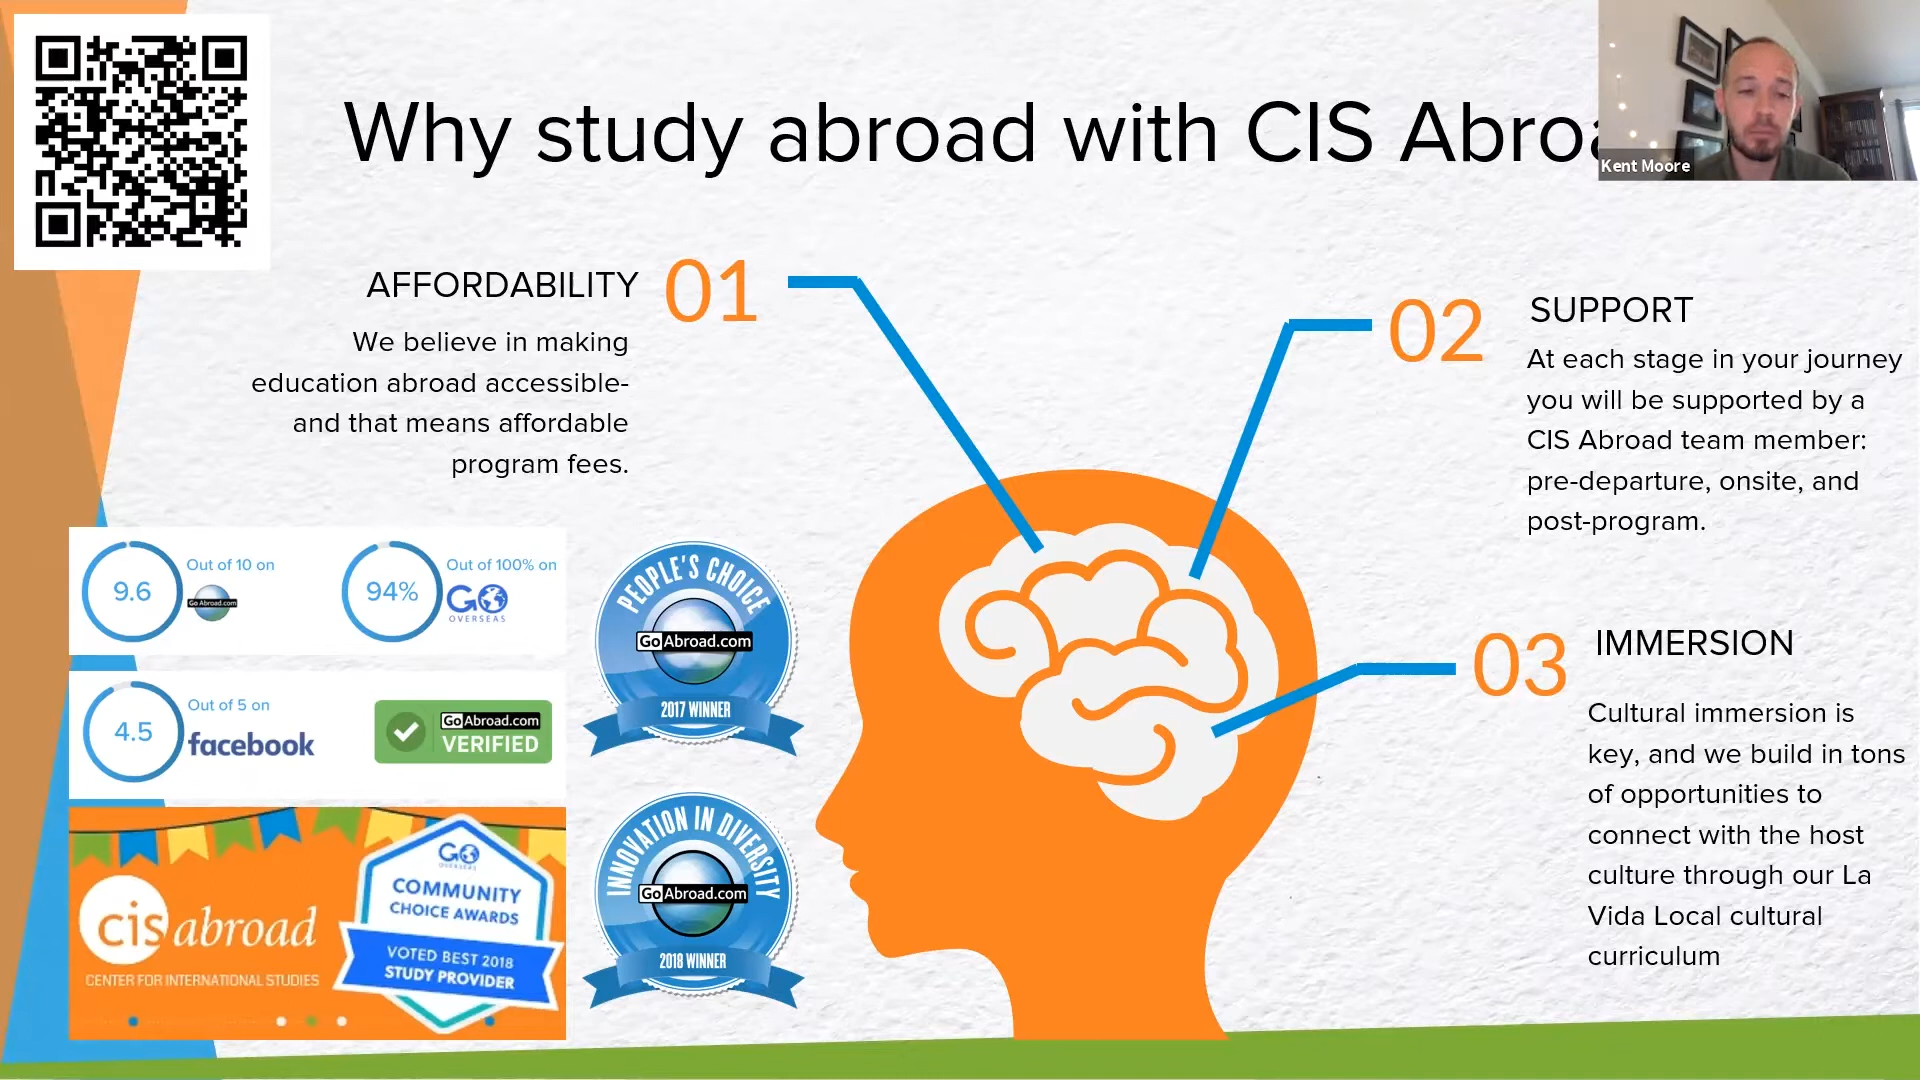 Why study abroad with CIS Abroa
Kent Moore
AFFORDABILITY
01
We believe in making
education abroad accessible-
and that means affordable
program fees.
02
SUPPORT
At each stage in your journey
you will be supported by a
CIS Abroad team member:
pre-departure, onsite, and
post-program.
03
IMMERSION
Cultural immersion is
key, and we build in tons
of opportunities to
connect with the host
culture through our La
Vida Local cultural
curriculum
9.6
Out of 10 on
GoAbroad.com
94%
Out of 100% on
GO
OVERSEAS
4.5
Out of 5 on
facebook
GoAbroad.com
VERIFIED
PEOPLE'S CHOICE
GoAbroad.com
2017 WINNER
INNOVATION IN DIVERSITY
GoAbroad.com
2018 WINNER
cis abroad
CENTER FOR INTERNATIONAL STUDIES
GO
OVERSEAS
COMMUNITY
CHOICE AWARDS
VOTED BEST 2018
STUDY PROVIDER